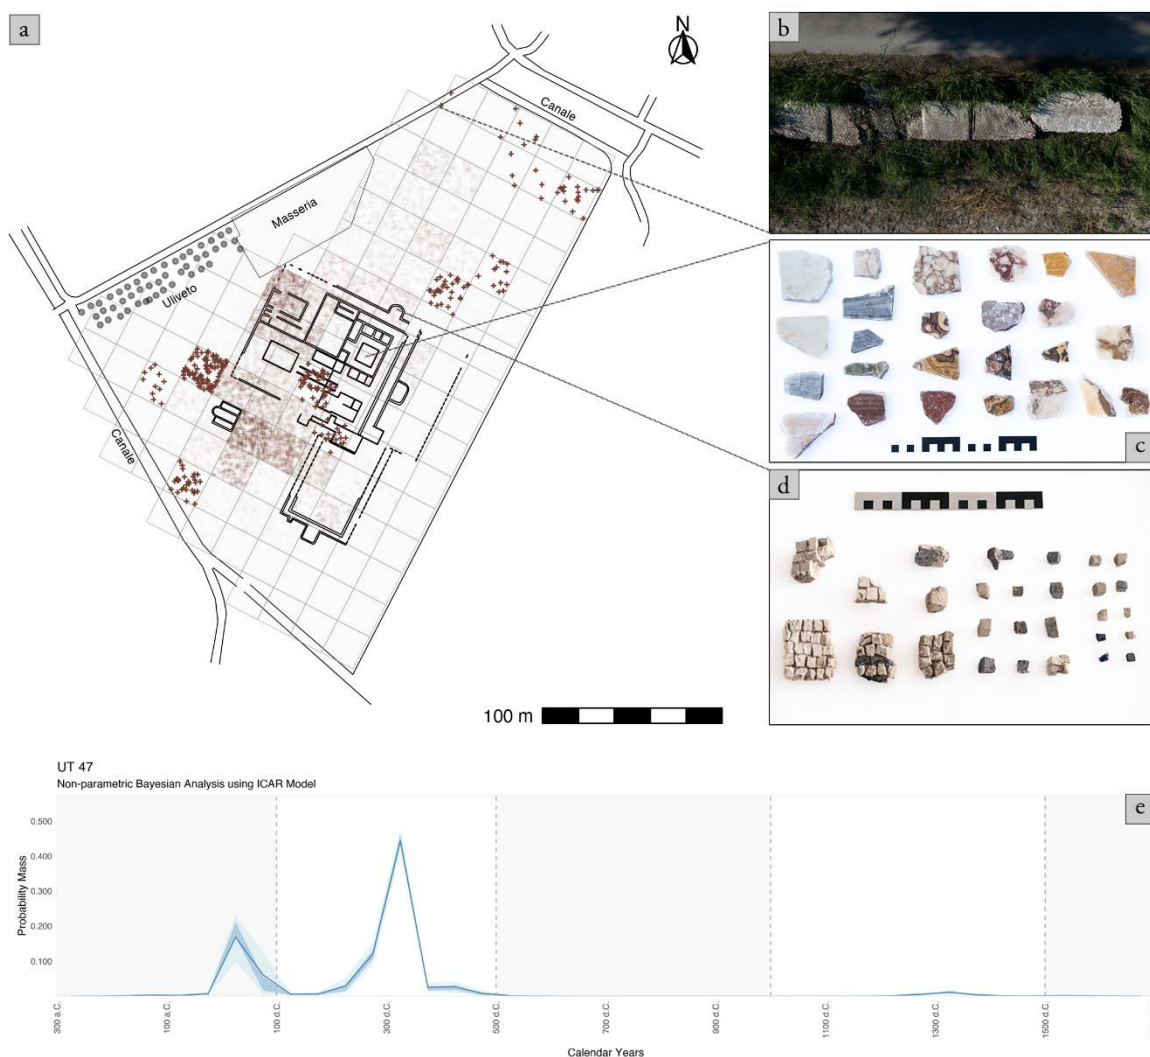 a
N
Canale
Masseria
Uliveto
Canale
100 m
b
c
d
UT 47
Non-parametric Bayesian Analysis using ICAR Model
e
Probability Mass
0.500
0.400
0.300
0.200
0.100
300 a.C.
100 a.C.
100 d.C.
300 d.C.
500 d.C.
700 d.C.
900 d.C.
1100 d.C.
1300 d.C.
1500 d.C.
Calendar Years